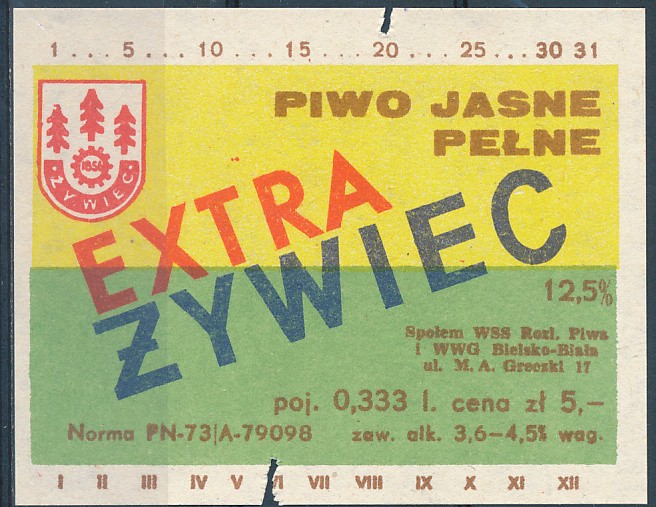 1 . . . 5 . . . 10 . . . 15 . . . 20 . . . 25 . . . 30 31
PIWO JASNE
PEŁNE
1856
ŻYWIEC
EXTRA
ŻYWIEC
12,5%
Społem WSS Rozl. Piwa
i WWG Bielsko-Biała
ul. M. A. Greczki 17
poj. 0,333 l. cena zł 5,—
Norma PN-73|A-79098 zaw. alk. 3,6-4,5% wag.
I II III IV V VI VII VIII IX X XI XII